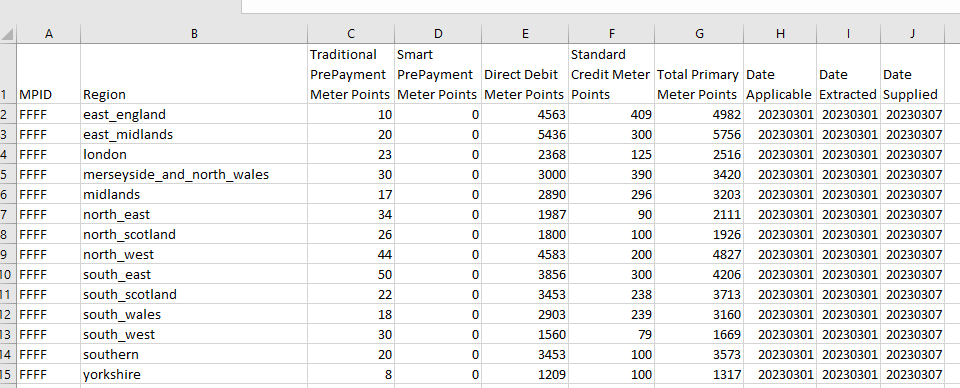 A B C D E F G H I J
Traditional Smart Standard
PrePayment PrePayment Direct Debit Credit Meter Total Primary Date Date Date
1 MPID Region Meter Points Meter Points Meter Points Points Meter Points Applicable Extracted Supplied
2 FFFF east_england 10 0 4563 409 4982 20230301 20230301 20230307
3 FFFF east_midlands 20 0 5436 300 5756 20230301 20230301 20230307
4 FFFF london 23 0 2368 125 2516 20230301 20230301 20230307
5 FFFF merseyside_and_north_wales 30 0 3000 390 3420 20230301 20230301 20230307
6 FFFF midlands 17 0 2890 296 3203 20230301 20230301 20230307
7 FFFF north_east 34 0 1987 90 2111 20230301 20230301 20230307
8 FFFF north_scotland 26 0 1800 100 1926 20230301 20230301 20230307
9 FFFF north_west 44 0 4583 200 4827 20230301 20230301 20230307
10 FFFF south_east 50 0 3856 300 4206 20230301 20230301 20230307
11 FFFF south_scotland 22 0 3453 238 3713 20230301 20230301 20230307
12 FFFF south_wales 18 0 2903 239 3160 20230301 20230301 20230307
13 FFFF south_west 30 0 1560 79 1669 20230301 20230301 20230307
14 FFFF southern 20 0 3453 100 3573 20230301 20230301 20230307
15 FFFF yorkshire 8 0 1209 100 1317 20230301 20230301 20230307